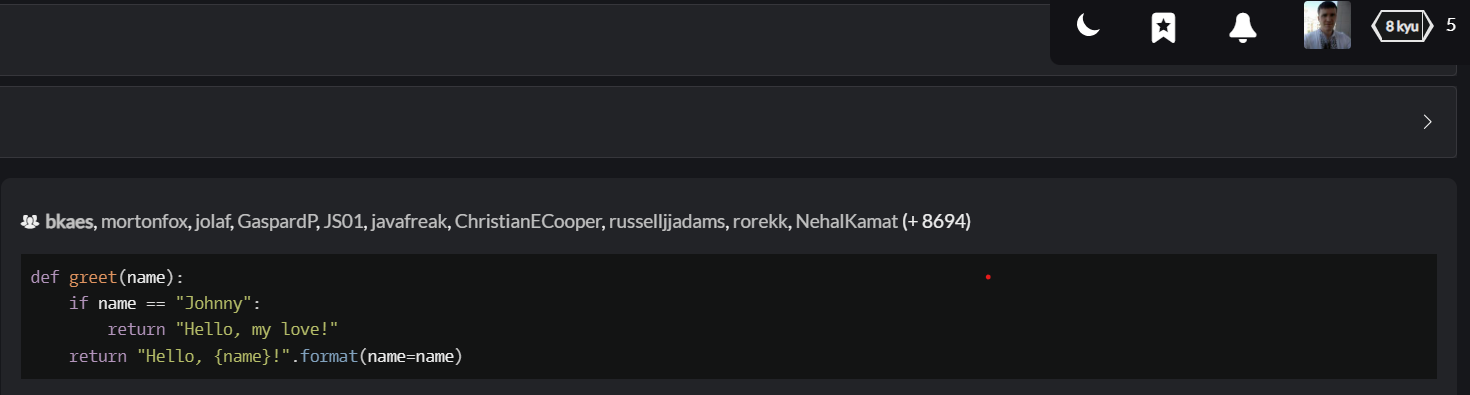 8 kyu 5
bkaes, mortonfox, jolaf, GaspardP, JS01, javafreak, ChristianECooper, russelljjadams, rorekk, NehalKamat (+ 8694)
def greet(name):
    if name == "Johnny":
        return "Hello, my love!"
    return "Hello, {name}!".format(name=name)